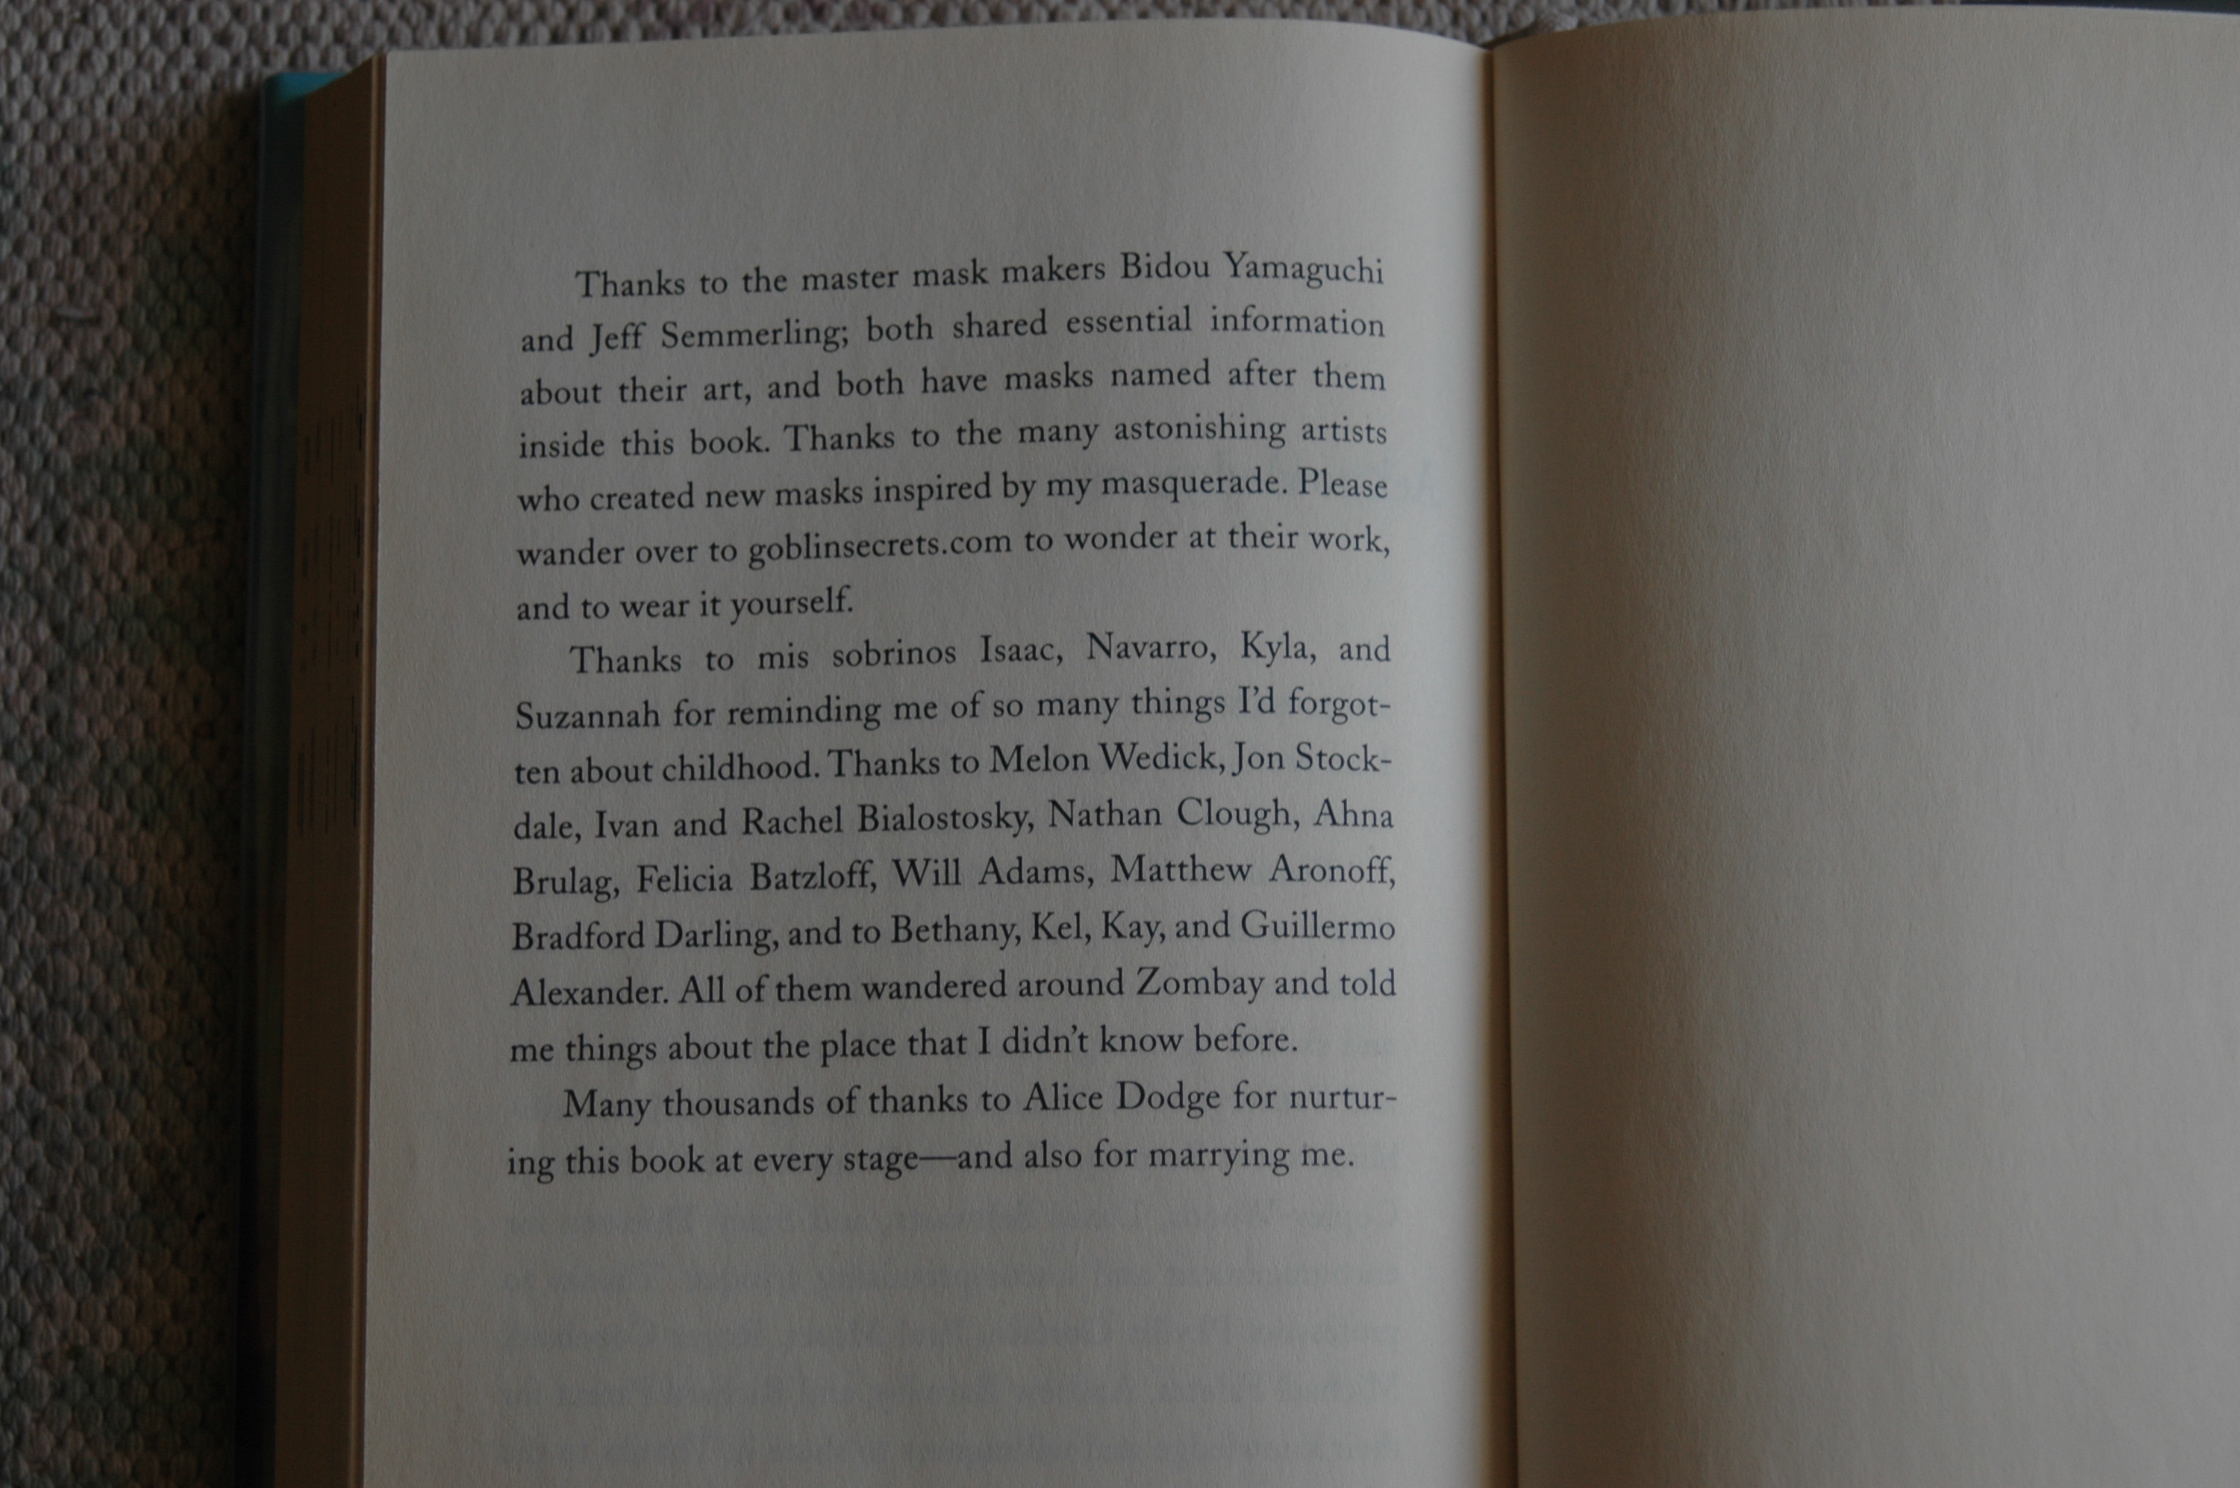 Thanks to the master mask makers Bidou Yamaguchi
and Jeff Semmerling; both shared essential information
about their art, and both have masks named after them
inside this book. Thanks to the many astonishing artists
who created new masks inspired by my masquerade. Please
wander over to goblinsecrets.com to wonder at their work,
and to wear it yourself.
Thanks to mis sobrinos Isaac, Navarro, Kyla, and
Suzannah for reminding me of so many things I’d forgot-
ten about childhood. Thanks to Melon Wedick, Jon Stock-
dale, Ivan and Rachel Bialostosky, Nathan Clough, Ahna
Brulag, Felicia Batzloff, Will Adams, Matthew Aronoff,
Bradford Darling, and to Bethany, Kel, Kay, and Guillermo
Alexander. All of them wandered around Zombay and told
me things about the place that I didn’t know before.
Many thousands of thanks to Alice Dodge for nurtur-
ing this book at every stage—and also for marrying me.